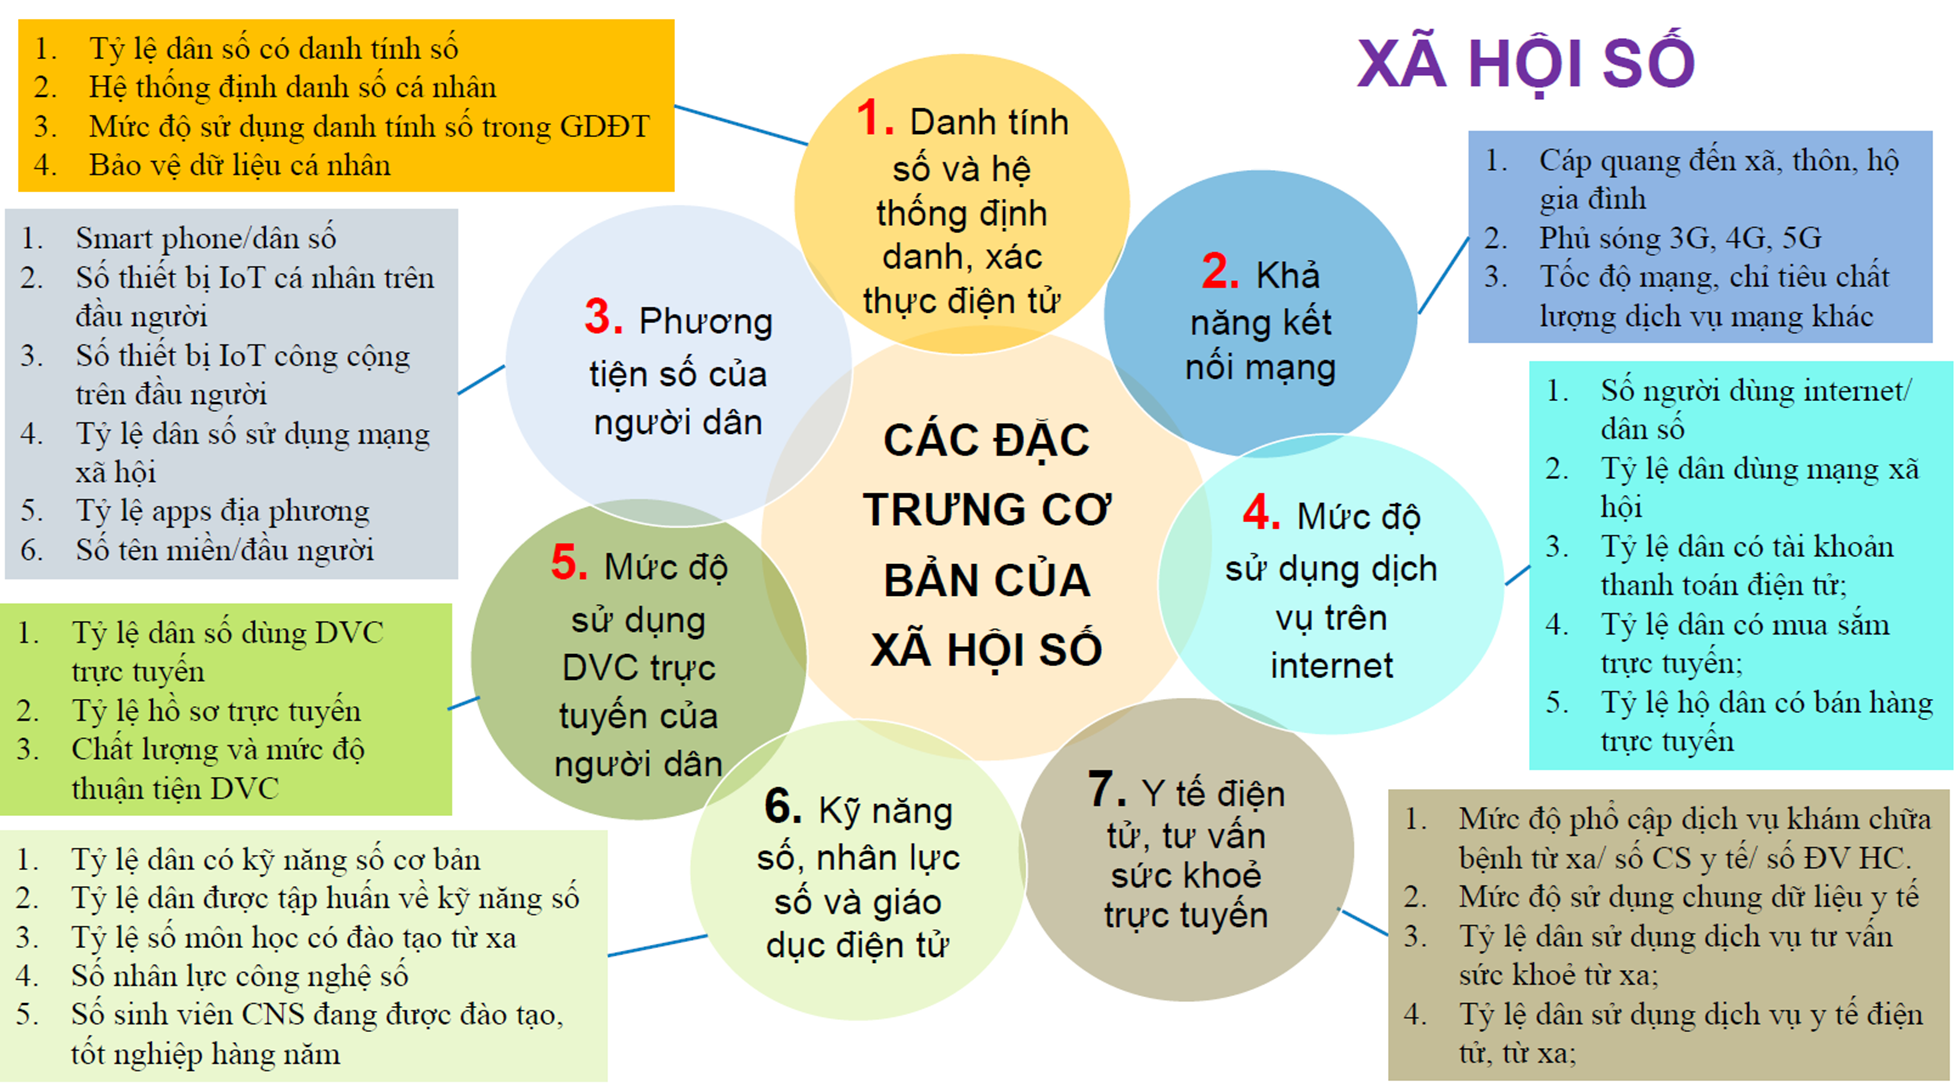 XÃ HỘI SỐ
CÁC ĐẶC
TRƯNG CƠ
BẢN CỦA
XÃ HỘI SỐ
1. Danh tính
số và hệ
thống định
danh, xác
thực điện tử
1. Tỷ lệ dân số có danh tính số
2. Hệ thống định danh số cá nhân
3. Mức độ sử dụng danh tính số trong GDĐT
4. Bảo vệ dữ liệu cá nhân
2. Khả
năng kết
nối mạng
1. Cáp quang đến xã, thôn, hộ
gia đình
2. Phủ sóng 3G, 4G, 5G
3. Tốc độ mạng, chỉ tiêu chất
lượng dịch vụ mạng khác
3. Phương
tiện số của
người dân
1. Smart phone/dân số
2. Số thiết bị IoT cá nhân trên
đầu người
3. Số thiết bị IoT công cộng
trên đầu người
4. Tỷ lệ dân số sử dụng mạng
xã hội
5. Tỷ lệ apps địa phương
6. Số tên miền/đầu người
4. Mức độ
sử dụng dịch
vụ trên
internet
1. Số người dùng internet/
dân số
2. Tỷ lệ dân dùng mạng xã
hội
3. Tỷ lệ dân có tài khoản
thanh toán điện tử;
4. Tỷ lệ dân có mua sắm
trực tuyến;
5. Tỷ lệ hộ dân có bán hàng
trực tuyến
5. Mức độ
sử dụng
DVC trực
tuyến của
người dân
1. Tỷ lệ dân số dùng DVC
trực tuyến
2. Tỷ lệ hồ sơ trực tuyến
3. Chất lượng và mức độ
thuận tiện DVC
6. Kỹ năng
số, nhân lực
số và giáo
dục điện tử
1. Tỷ lệ dân có kỹ năng số cơ bản
2. Tỷ lệ dân được tập huấn về kỹ năng số
3. Tỷ lệ số môn học có đào tạo từ xa
4. Số nhân lực công nghệ số
5. Số sinh viên CNS đang được đào tạo,
tốt nghiệp hàng năm
7. Y tế điện
tử, tư vấn
sức khoẻ
trực tuyến
1. Mức độ phổ cập dịch vụ khám chữa
bệnh từ xa/ số CS y tế/ số ĐV HC.
2. Mức độ sử dụng chung dữ liệu y tế
3. Tỷ lệ dân sử dụng dịch vụ tư vấn
sức khoẻ từ xa;
4. Tỷ lệ dân sử dụng dịch vụ y tế điện
tử, từ xa;